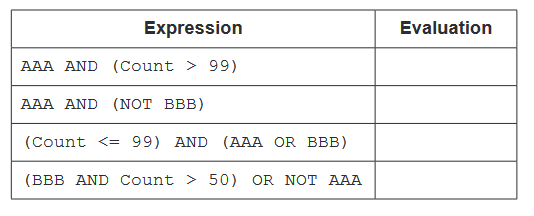 Expression Evaluation
AAA AND (Count > 99)
AAA AND (NOT BBB)
(Count <= 99) AND (AAA OR BBB)
(BBB AND Count > 50) OR NOT AAA